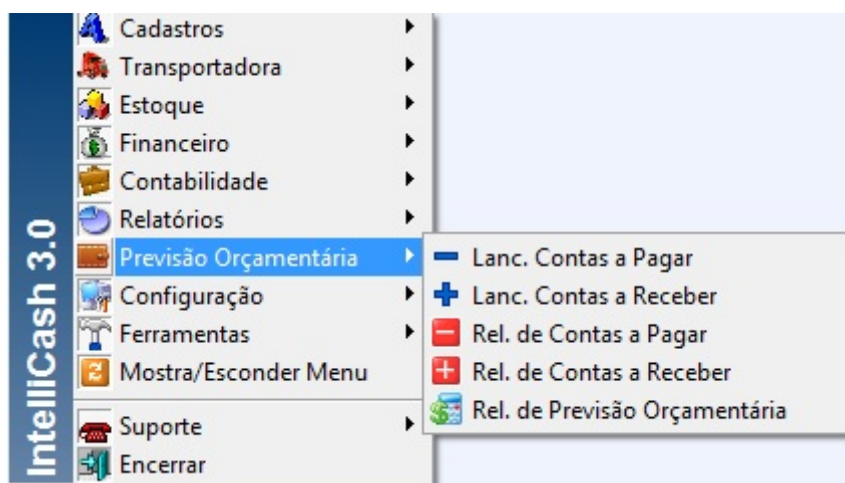 IntelliCash 3.0
Cadastros
Transportadora
Estoque
Financeiro
Contabilidade
Relatórios
Previsão Orçamentária
Configuração
Ferramentas
Mostra/Esconder Menu
Suporte
Encerrar
Lanc. Contas a Pagar
Lanc. Contas a Receber
Rel. de Contas a Pagar
Rel. de Contas a Receber
Rel. de Previsão Orçamentária